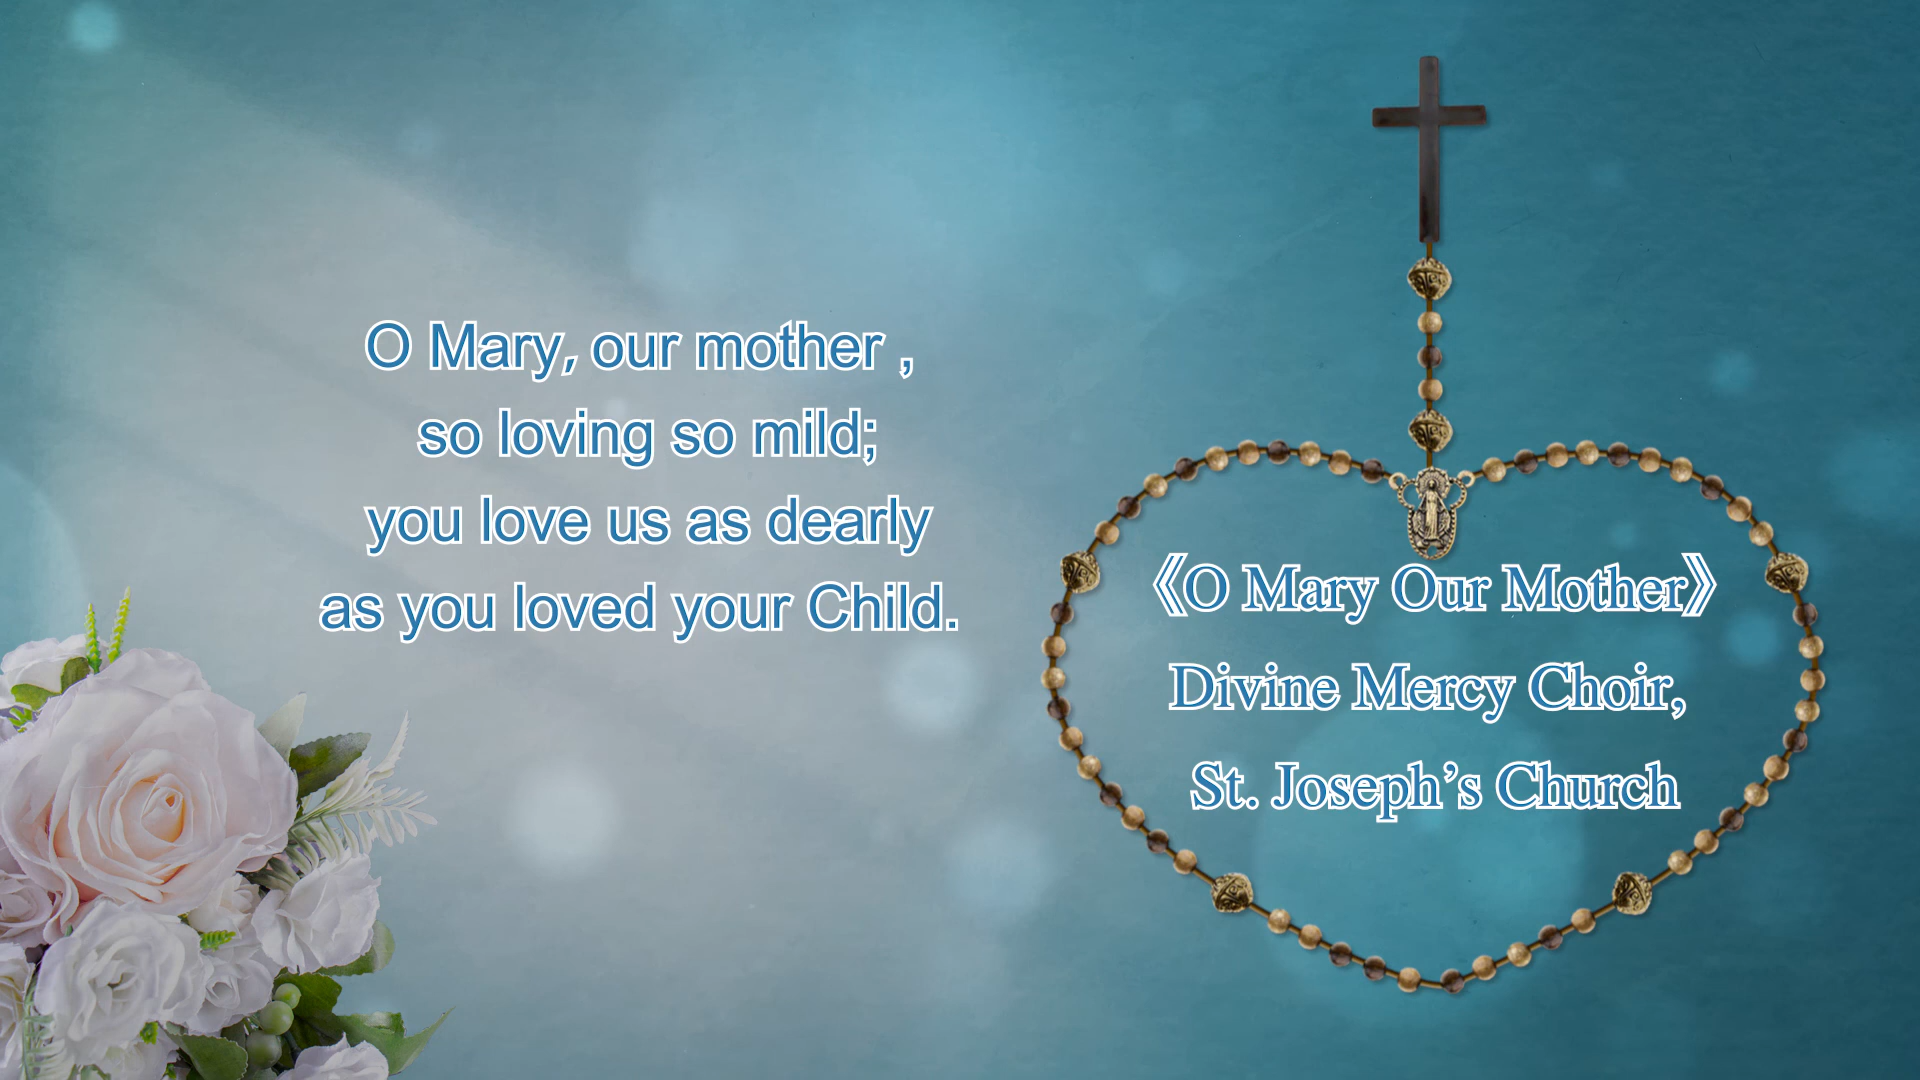 O Mary, our mother ,
so loving so mild;
you love us as dearly
as you loved your Child.
《O Mary Our Mother》
Divine Mercy Choir,
St. Joseph’s Church